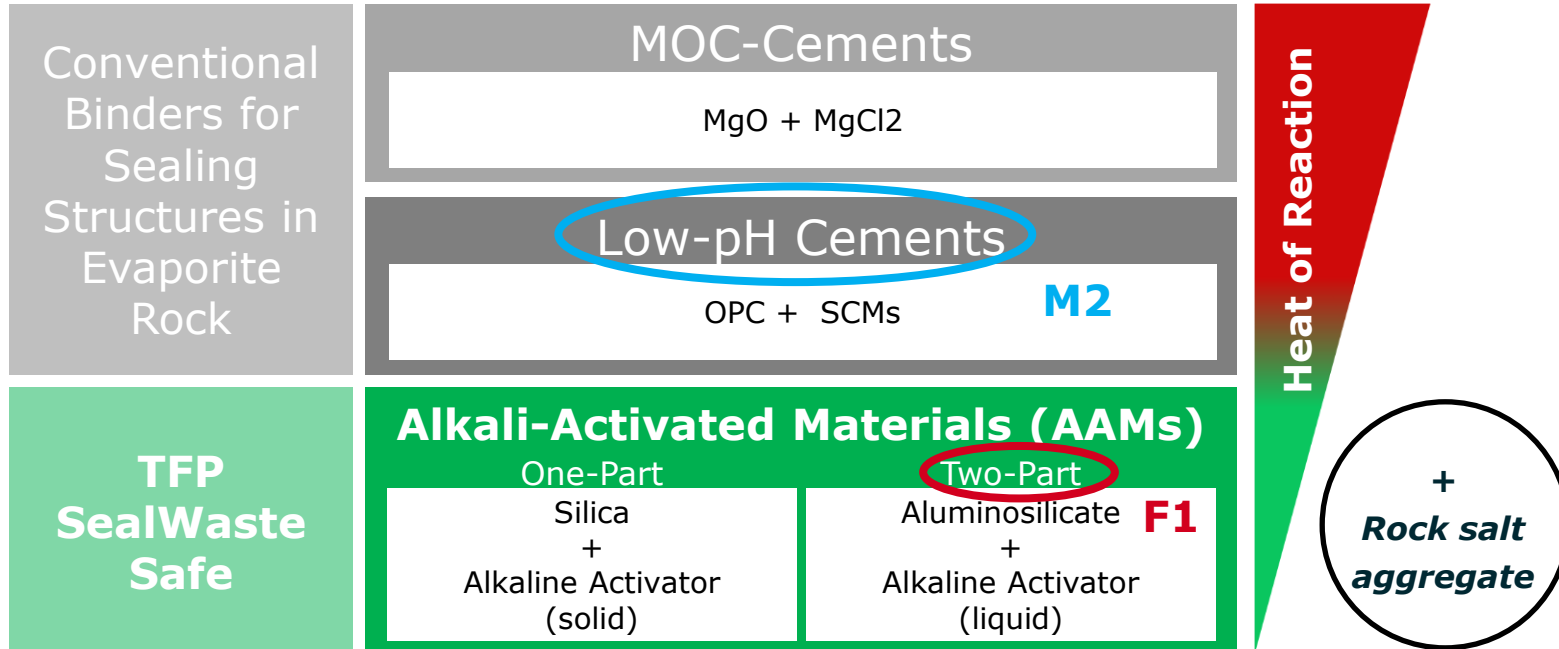 Conventional
Binders for
Sealing
Structures in
Evaporite
Rock
MOC-Cements
MgO + MgCl2
Low-pH Cements
OPC + SCMs
M2
TFP
SealWaste
Safe
Alkali-Activated Materials (AAMs)
One-Part
Silica
+
Alkaline Activator
(solid)
Two-Part
Aluminosilicate
F1
+
Alkaline Activator
(liquid)
Heat of Reaction
+
Rock salt
aggregate